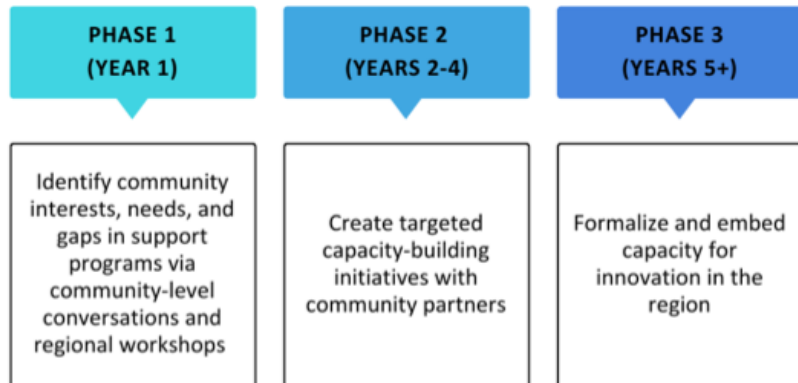 PHASE 1
(YEAR 1)
Identify community
interests, needs, and
gaps in support
programs via
community-level
conversations and
regional workshops
PHASE 2
(YEARS 2-4)
Create targeted
capacity-building
initiatives with
community partners
PHASE 3
(YEARS 5+)
Formalize and embed
capacity for
innovation in the
region